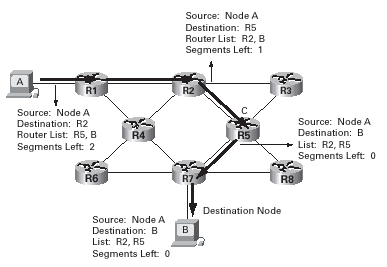 Source: Node A
Destination: R5
Router List: R2, B
Segments Left: 1
A
R1
R2
R3
Source: Node A
Destination: R2
Router List: R5, B
Segments Left: 2
C
R4
R5
Source: Node A
Destination: B
List: R2, R5
Segments Left: 0
R6
R7
R8
Source: Node A
Destination: B
List: R2, R5
Segments Left: 0
Destination Node
B